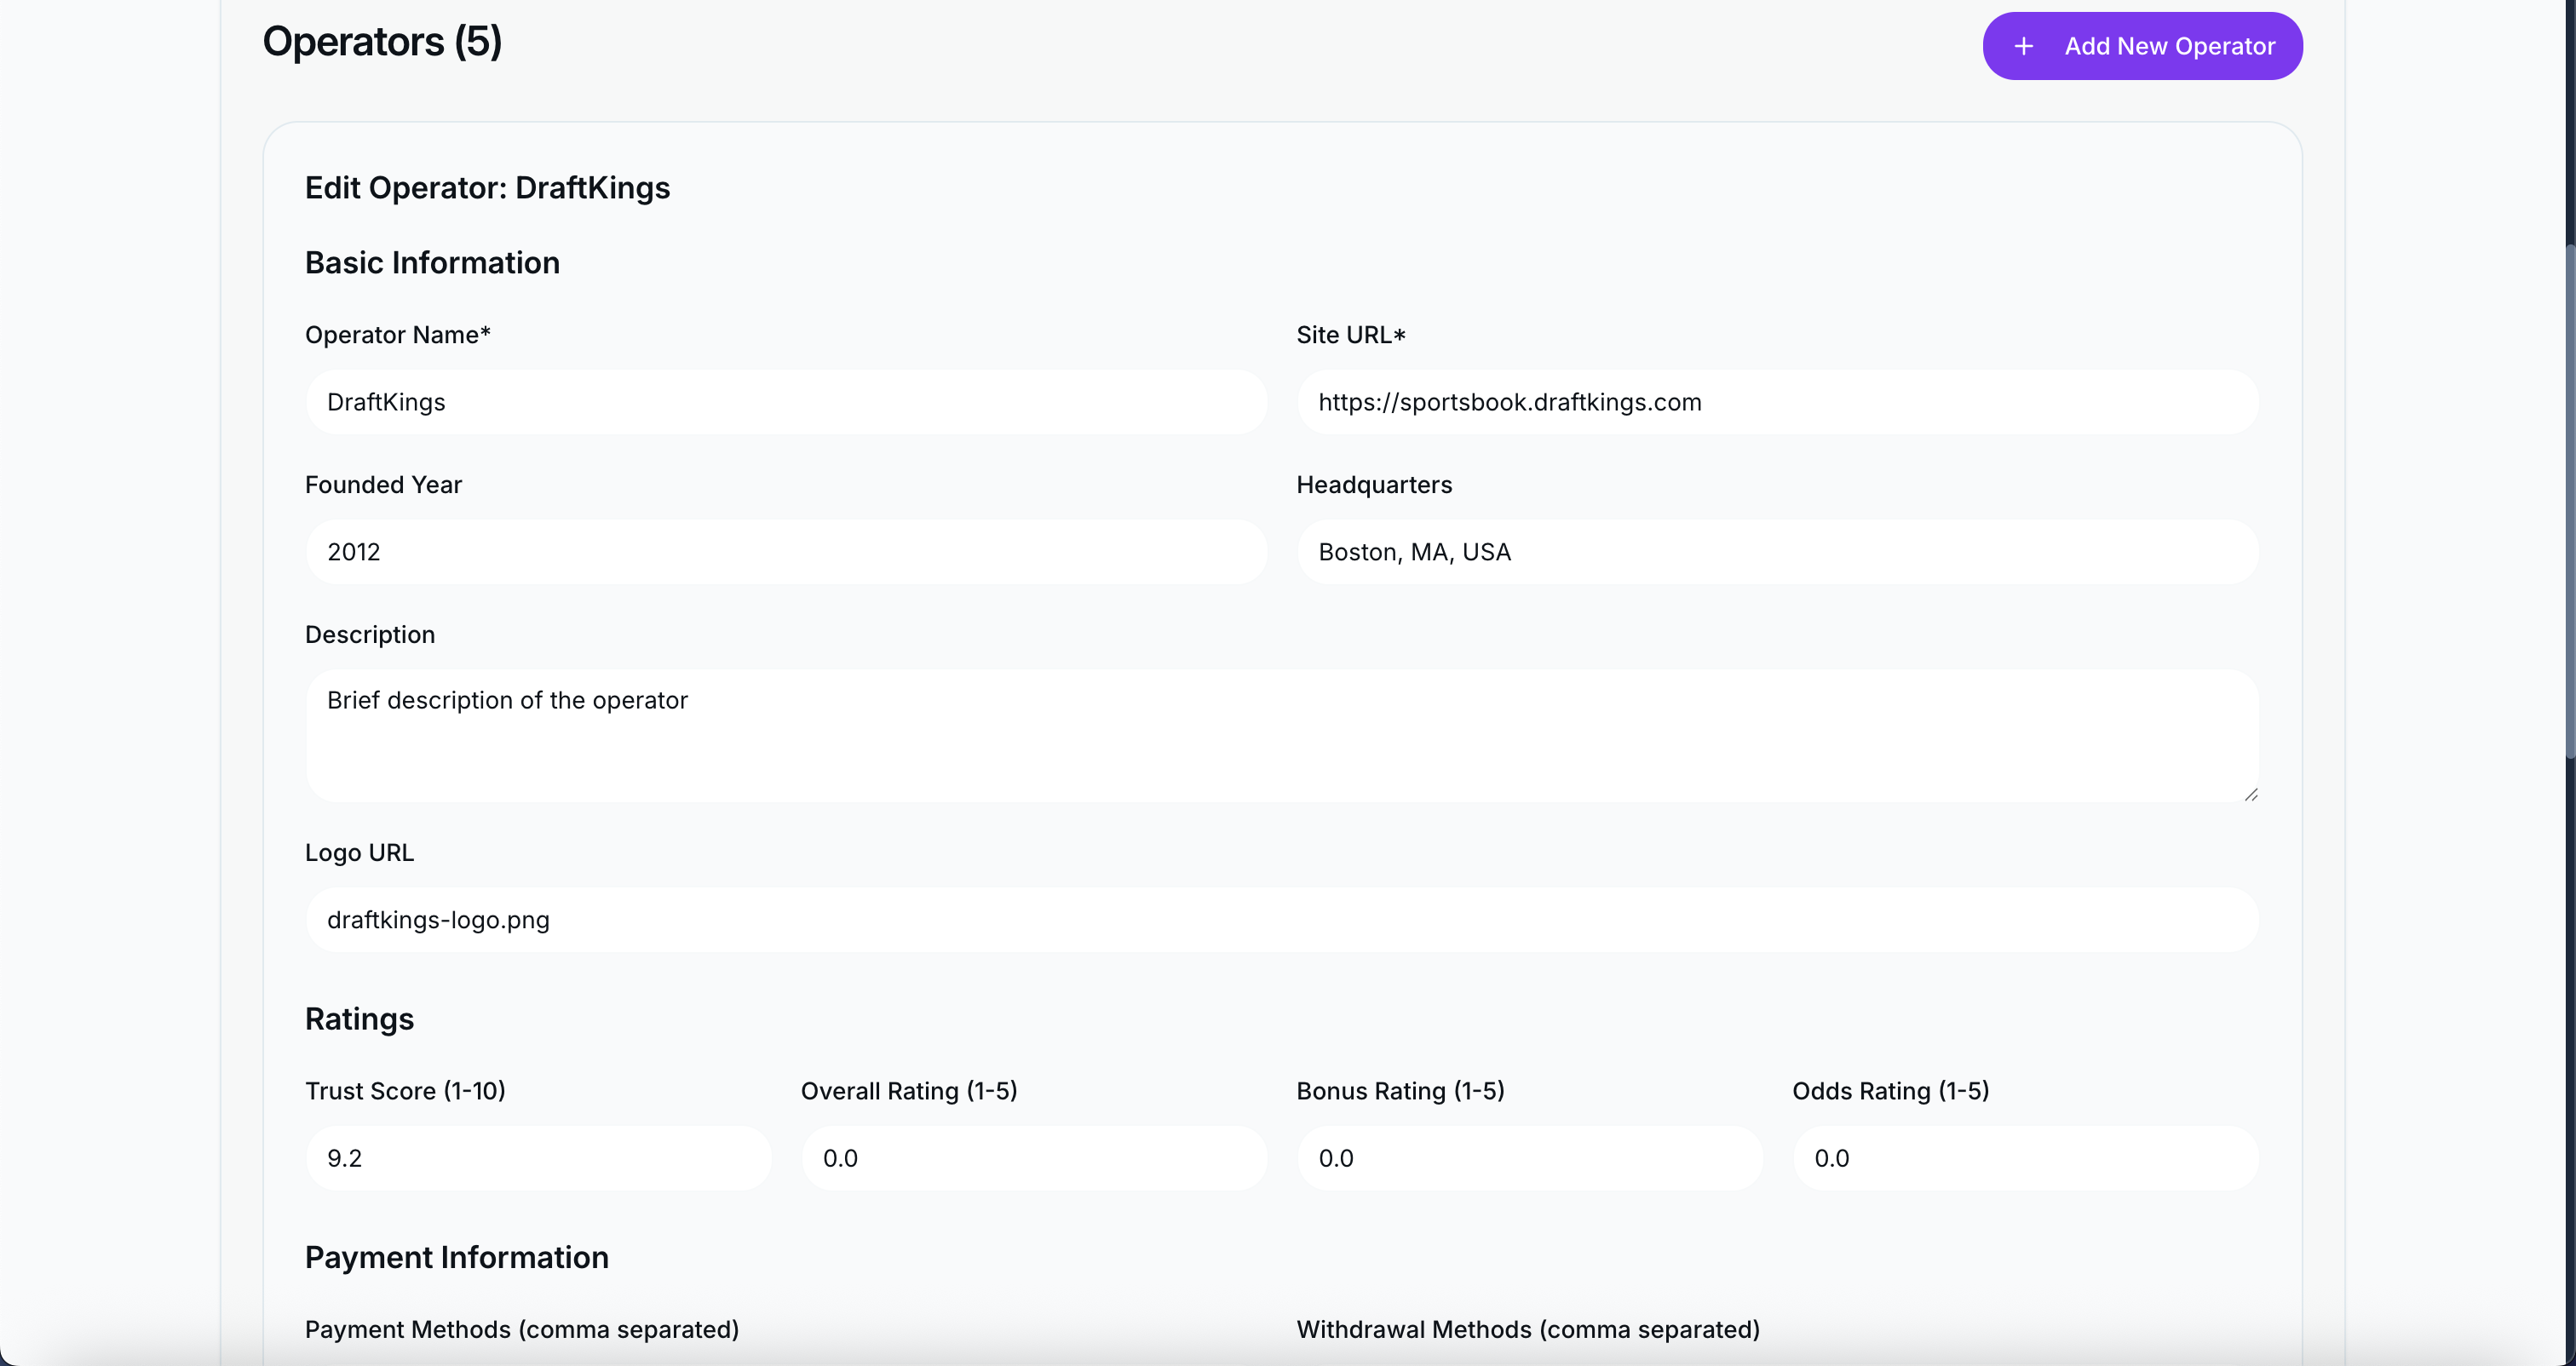 Operators (5)
+ Add New Operator
Edit Operator: DraftKings
Basic Information
Operator Name*
Site URL*
DraftKings
https://sportsbook.draftkings.com
Founded Year
Headquarters
2012
Boston, MA, USA
Description
Brief description of the operator
Logo URL
draftkings-logo.png
Ratings
Trust Score (1-10)
Overall Rating (1-5)
Bonus Rating (1-5)
Odds Rating (1-5)
9.2
0.0
0.0
0.0
Payment Information
Payment Methods (comma separated)
Withdrawal Methods (comma separated)